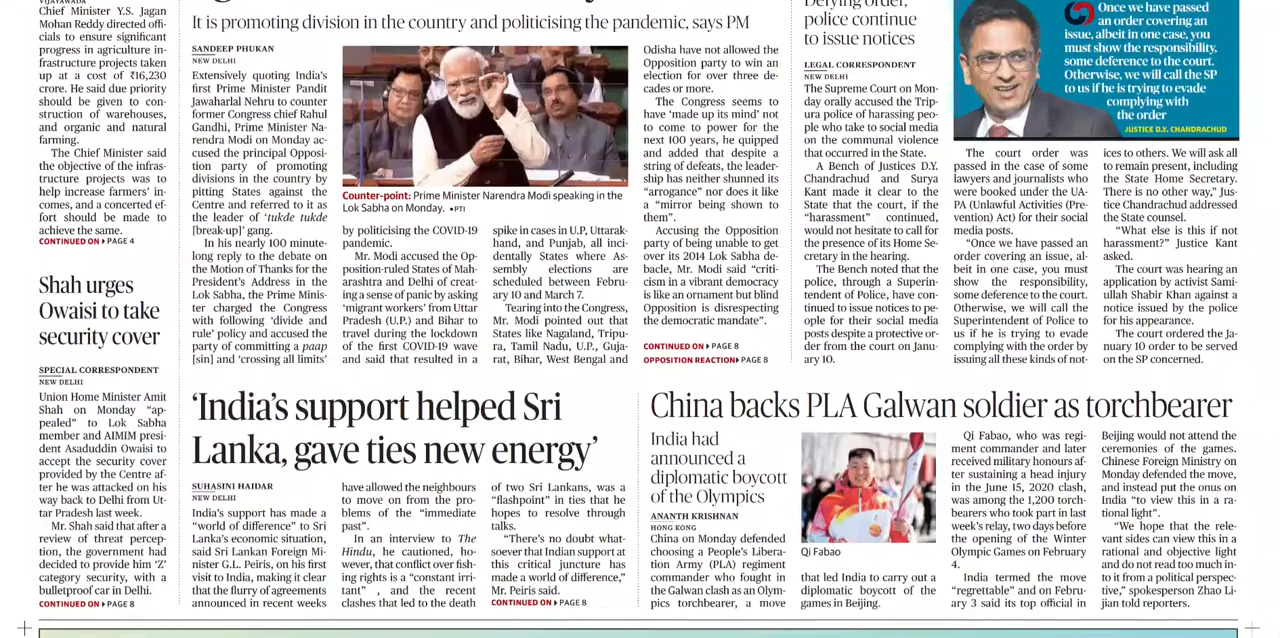 VIJAYAWADA
Chief Minister Y.S. Jagan
Mohan Reddy directed offi-
cials to ensure significant
progress in agriculture in-
frastructure projects taken
up at a cost of ₹16,230
crore. He said due priority
should be given to con-
struction of warehouses,
and organic and natural
farming.
The Chief Minister said
the objective of the infras-
tructure projects was to
help increase farmers' in-
comes, and a concerted ef-
fort should be made to
achieve the same.
CONTINUED ON PAGE 4
Shah urges
Owaisi to take
security cover
SPECIAL CORRESPONDENT
NEW DELHI
Union Home Minister Amit
Shah on Monday “ap-
pealed” to Lok Sabha
member and AIMIM presi-
dent Asaduddin Owaisi to
accept the security cover
provided by the Centre af-
ter he was attacked on his
way back to Delhi from Ut-
tar Pradesh last week.
Mr. Shah said that after a
review of threat percep-
tion, the government had
decided to provide him ‘Z’
category security, with a
bulletproof car in Delhi.
CONTINUED ON PAGE 8
It is promoting division in the country and politicising the pandemic, says PM
SANDEEP PHUKAN
NEW DELHI
Extensively quoting India’s
first Prime Minister Pandit
Jawaharlal Nehru to counter
former Congress chief Rahul
Gandhi, Prime Minister Na-
rendra Modi on Monday ac-
cused the principal Opposi-
tion party of promoting
divisions in the country by
pitting States against the
Centre and referred to it as
the leader of ‘tukde tukde
[break-up]’ gang.
In his nearly 100 minute-
long reply to the debate on
the Motion of Thanks for the
President’s Address in the
Lok Sabha, the Prime Minis-
ter charged the Congress
with following ‘divide and
rule’ policy and accused the
party of committing a paap
[sin] and ‘crossing all limits’
Counter-point: Prime Minister Narendra Modi speaking in the
Lok Sabha on Monday. PTI
by politicising the COVID-19
pandemic.
Mr. Modi accused the Op-
position-ruled States of Mah-
arashtra and Delhi of creat-
ing a sense of panic by asking
‘migrant workers’ from Uttar
Pradesh (U.P.) and Bihar to
travel during the lockdown
of the first COVID-19 wave
and said that resulted in a
spike in cases in U.P, Uttarak-
hand, and Punjab, all inci-
dentally States where As-
sembly elections are
scheduled between Febru-
ary 10 and March 7.
Tearing into the Congress,
Mr. Modi pointed out that
States like Nagaland, Tripu-
ra, Tamil Nadu, U.P., Guja-
rat, Bihar, West Bengal and
Odisha have not allowed the
Opposition party to win an
election for over three de-
cades or more.
The Congress seems to
have ‘made up its mind’ not
to come to power for the
next 100 years, he quipped
and added that despite a
string of defeats, the leader-
ship has neither shunned its
“arrogance” nor does it like
a “mirror being shown to
them”.
Accusing the Opposition
party of being unable to get
over its 2014 Lok Sabha de-
bacle, Mr. Modi said “criti-
cism in a vibrant democracy
is like an ornament but blind
Opposition is disrespecting
the democratic mandate”.
CONTINUED ON PAGE 8
OPPOSITION REACTION PAGE 8
Defying order,
police continue
to issue notices
LEGAL CORRESPONDENT
NEW DELHI
The Supreme Court on Mon-
day orally accused the Trip-
ura police of harassing peo-
ple who take to social media
on the communal violence
that occurred in the State.
A Bench of Justices D.Y.
Chandrachud and Surya
Kant made it clear to the
State that the court, if the
“harassment” continued,
would not hesitate to call for
the presence of its Home Se-
cretary in the hearing.
The Bench noted that the
police, through a Superin-
tendent of Police, have con-
tinued to issue notices to peo-
ple for their social media
posts despite a protective or-
der from the court on Janu-
ary 10.
Once we have passed
an order covering an
issue, albeit in one case, you
must show the responsibility,
some deference to the court.
Otherwise, we will call the SP
to us if he is trying to evade
complying with
the order
JUSTICE D.Y. CHANDRACHUD
The court order was
passed in the case of some
lawyers and journalists who
were booked under the UA-
PA (Unlawful Activities (Pre-
vention) Act) for their social
media posts.
“Once we have passed an
order covering an issue, al-
beit in one case, you must
show the responsibility,
some deference to the court.
Otherwise, we will call the
Superintendent of Police to
us if he is trying to evade
complying with the order by
issuing all these kinds of not-
ices to others. We will ask all
to remain present, including
the State Home Secretary.
There is no other way,” Jus-
tice Chandrachud addressed
the State counsel.
“What else is this if not
harassment?” Justice Kant
asked.
The court was hearing an
application by activist Sami-
ullah Shabir Khan against a
notice issued by the police
for his appearance.
The court ordered the Ja-
nuary 10 order to be served
on the SP concerned.
‘India’s support helped Sri
Lanka, gave ties new energy’
SUHASINI HAIDAR
NEW DELHI
India’s support has made a
“world of difference” to Sri
Lanka’s economic situation,
said Sri Lankan Foreign Mi-
nister G.L. Peiris, on his first
visit to India, making it clear
that the flurry of agreements
announced in recent weeks
have allowed the neighbours
to move on from the pro-
blems of the “immediate
past”.
In an interview to The
Hindu, he cautioned, ho-
wever, that conflict over fish-
ing rights is a “constant irri-
tant” , and the recent
clashes that led to the death
of two Sri Lankans, was a
“flashpoint” in ties that he
hopes to resolve through
talks.
“There’s no doubt what-
soever that Indian support at
this critical juncture has
made a world of difference,”
Mr. Peiris said.
CONTINUED ON PAGE 8
China backs PLA Galwan soldier as torchbearer
India had
announced a
diplomatic boycott
of the Olympics
ANANTH KRISHNAN
HONG KONG
China on Monday defended
choosing a People’s Libera-
tion Army (PLA) regiment
commander who fought in
the Galwan clash as an Olym-
pics torchbearer, a move
Qi Fabao
that led India to carry out a
diplomatic boycott of the
games in Beijing.
Qi Fabao, who was regi-
ment commander and later
received military honours af-
ter sustaining a head injury
in the June 15, 2020 clash,
was among the 1,200 torch-
bearers who took part in last
week’s relay, two days before
the opening of the Winter
Olympic Games on February
4.
India termed the move
“regrettable” and on Febru-
ary 3 said its top official in
Beijing would not attend the
ceremonies of the games.
Chinese Foreign Ministry on
Monday defended the move,
and instead put the onus on
India “to view this in a ra-
tional light”.
“We hope that the rele-
vant sides can view this in a
rational and objective light
and do not read too much in-
to it from a political perspec-
tive,” spokesperson Zhao Li-
jian told reporters.